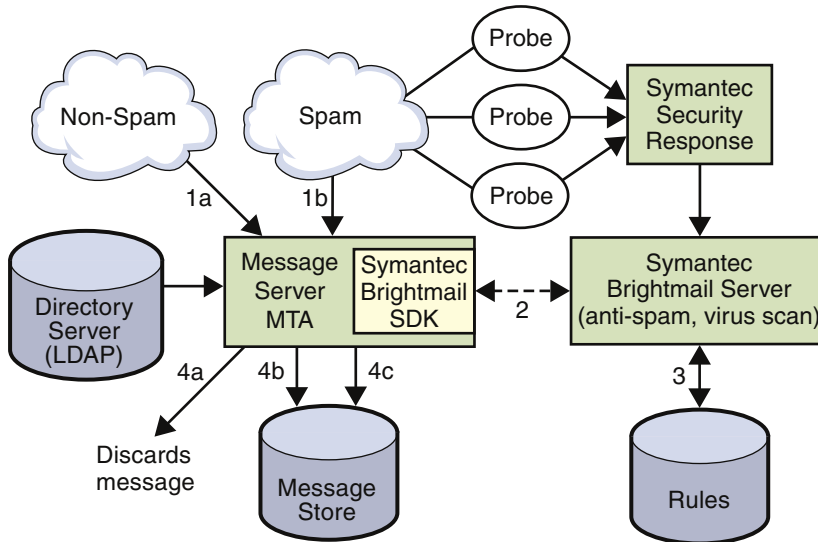 Probe
Non-Spam
Spam
Probe
Symantec
Security
Response
Probe
1a
1b
Directory
Server
(LDAP)
Message
Server
MTA
Symantec
Brightmail
SDK
2
Symantec
Brightmail Server
(anti-spam, virus scan)
4a
4b
4c
3
Discards
message
Message
Store
Rules